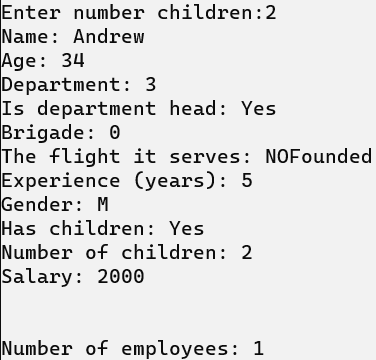 Enter number children:2
Name: Andrew
Age: 34
Department: 3
Is department head: Yes
Brigade: 0
The flight it serves: NOFounded
Experience (years): 5
Gender: M
Has children: Yes
Number of children: 2
Salary: 2000
Number of employees: 1